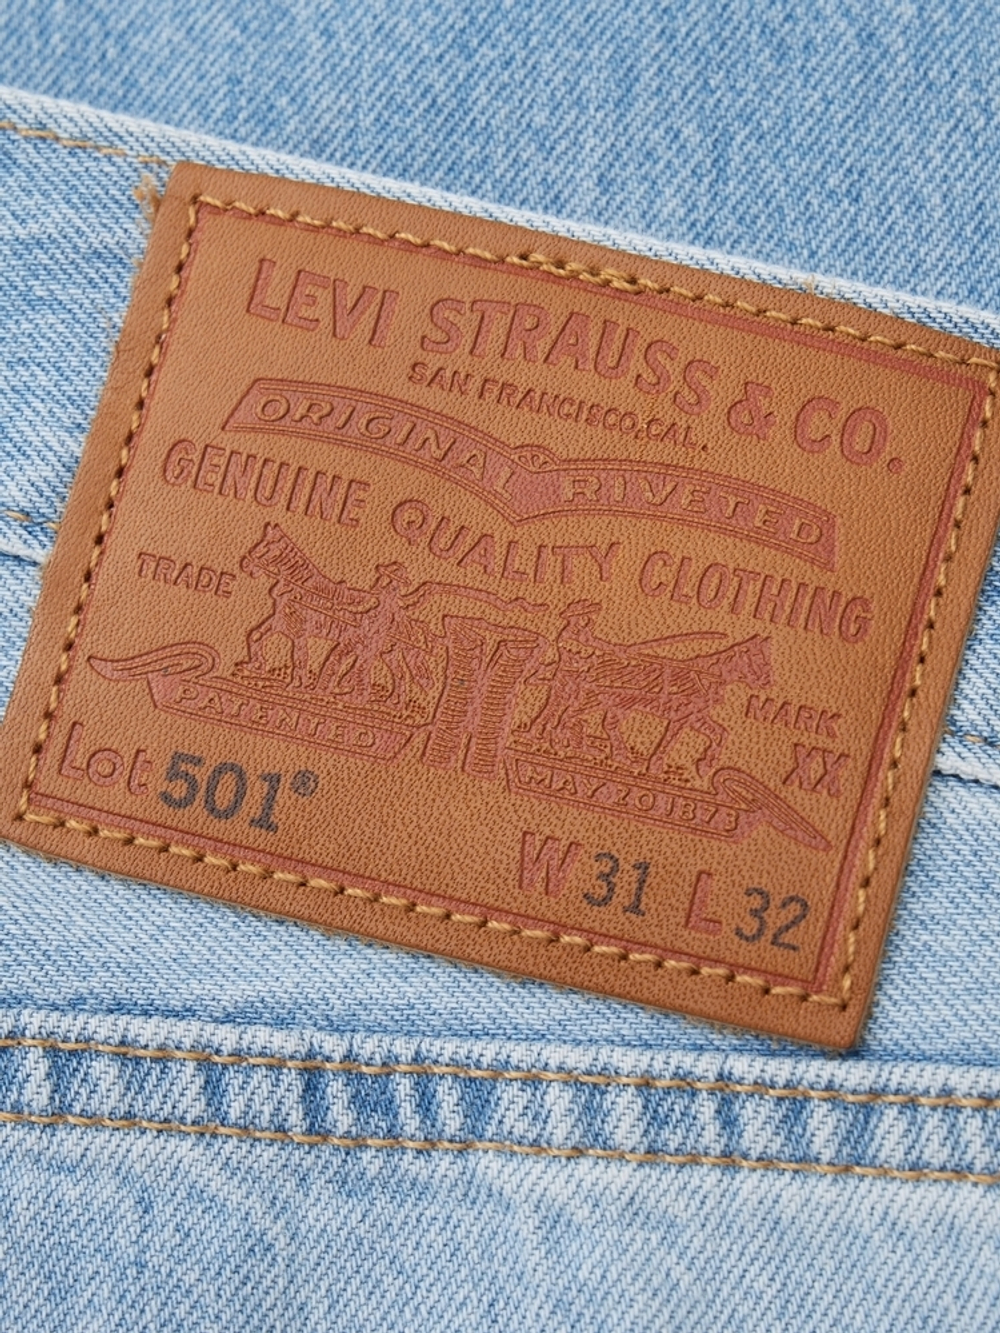 LEVI STRAUSS & CO.
SAN FRANCISCO, CAL.
ORIGINAL RIVETED
GENUINE QUALITY CLOTHING
TRADE MARK
PATENTED MAY 20 1873 XX
Lot 501®
W 31 L 32